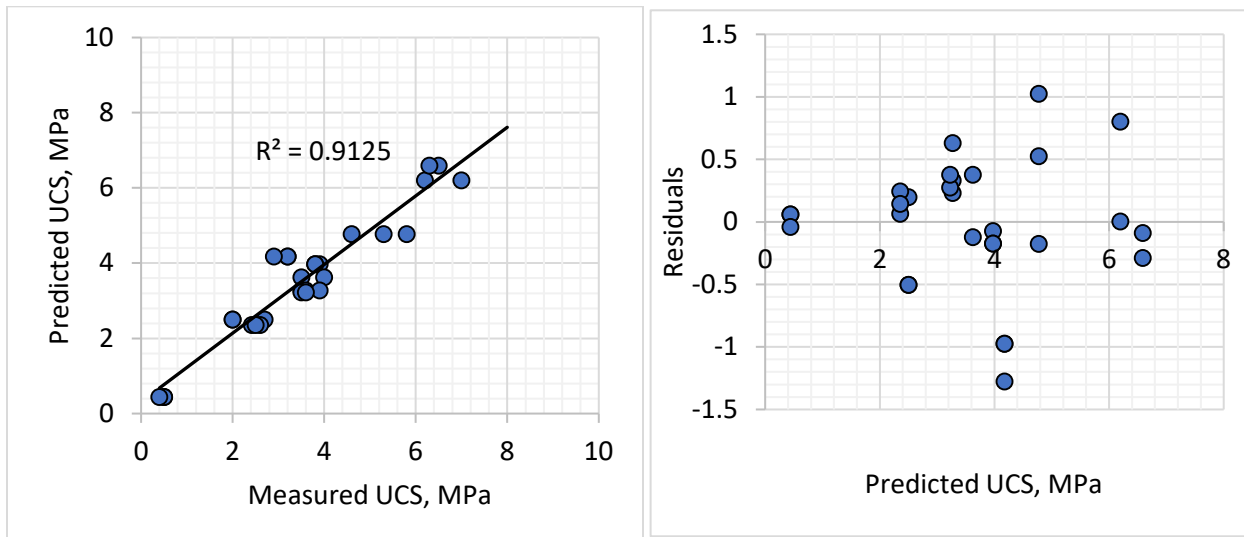 10
8
6
4
2
0
0 2 4 6 8 10
Predicted UCS, MPa
Measured UCS, MPa
R² = 0.9125
1.5
1
0.5
0
-0.5
-1
-1.5
0 2 4 6 8
Residuals
Predicted UCS, MPa